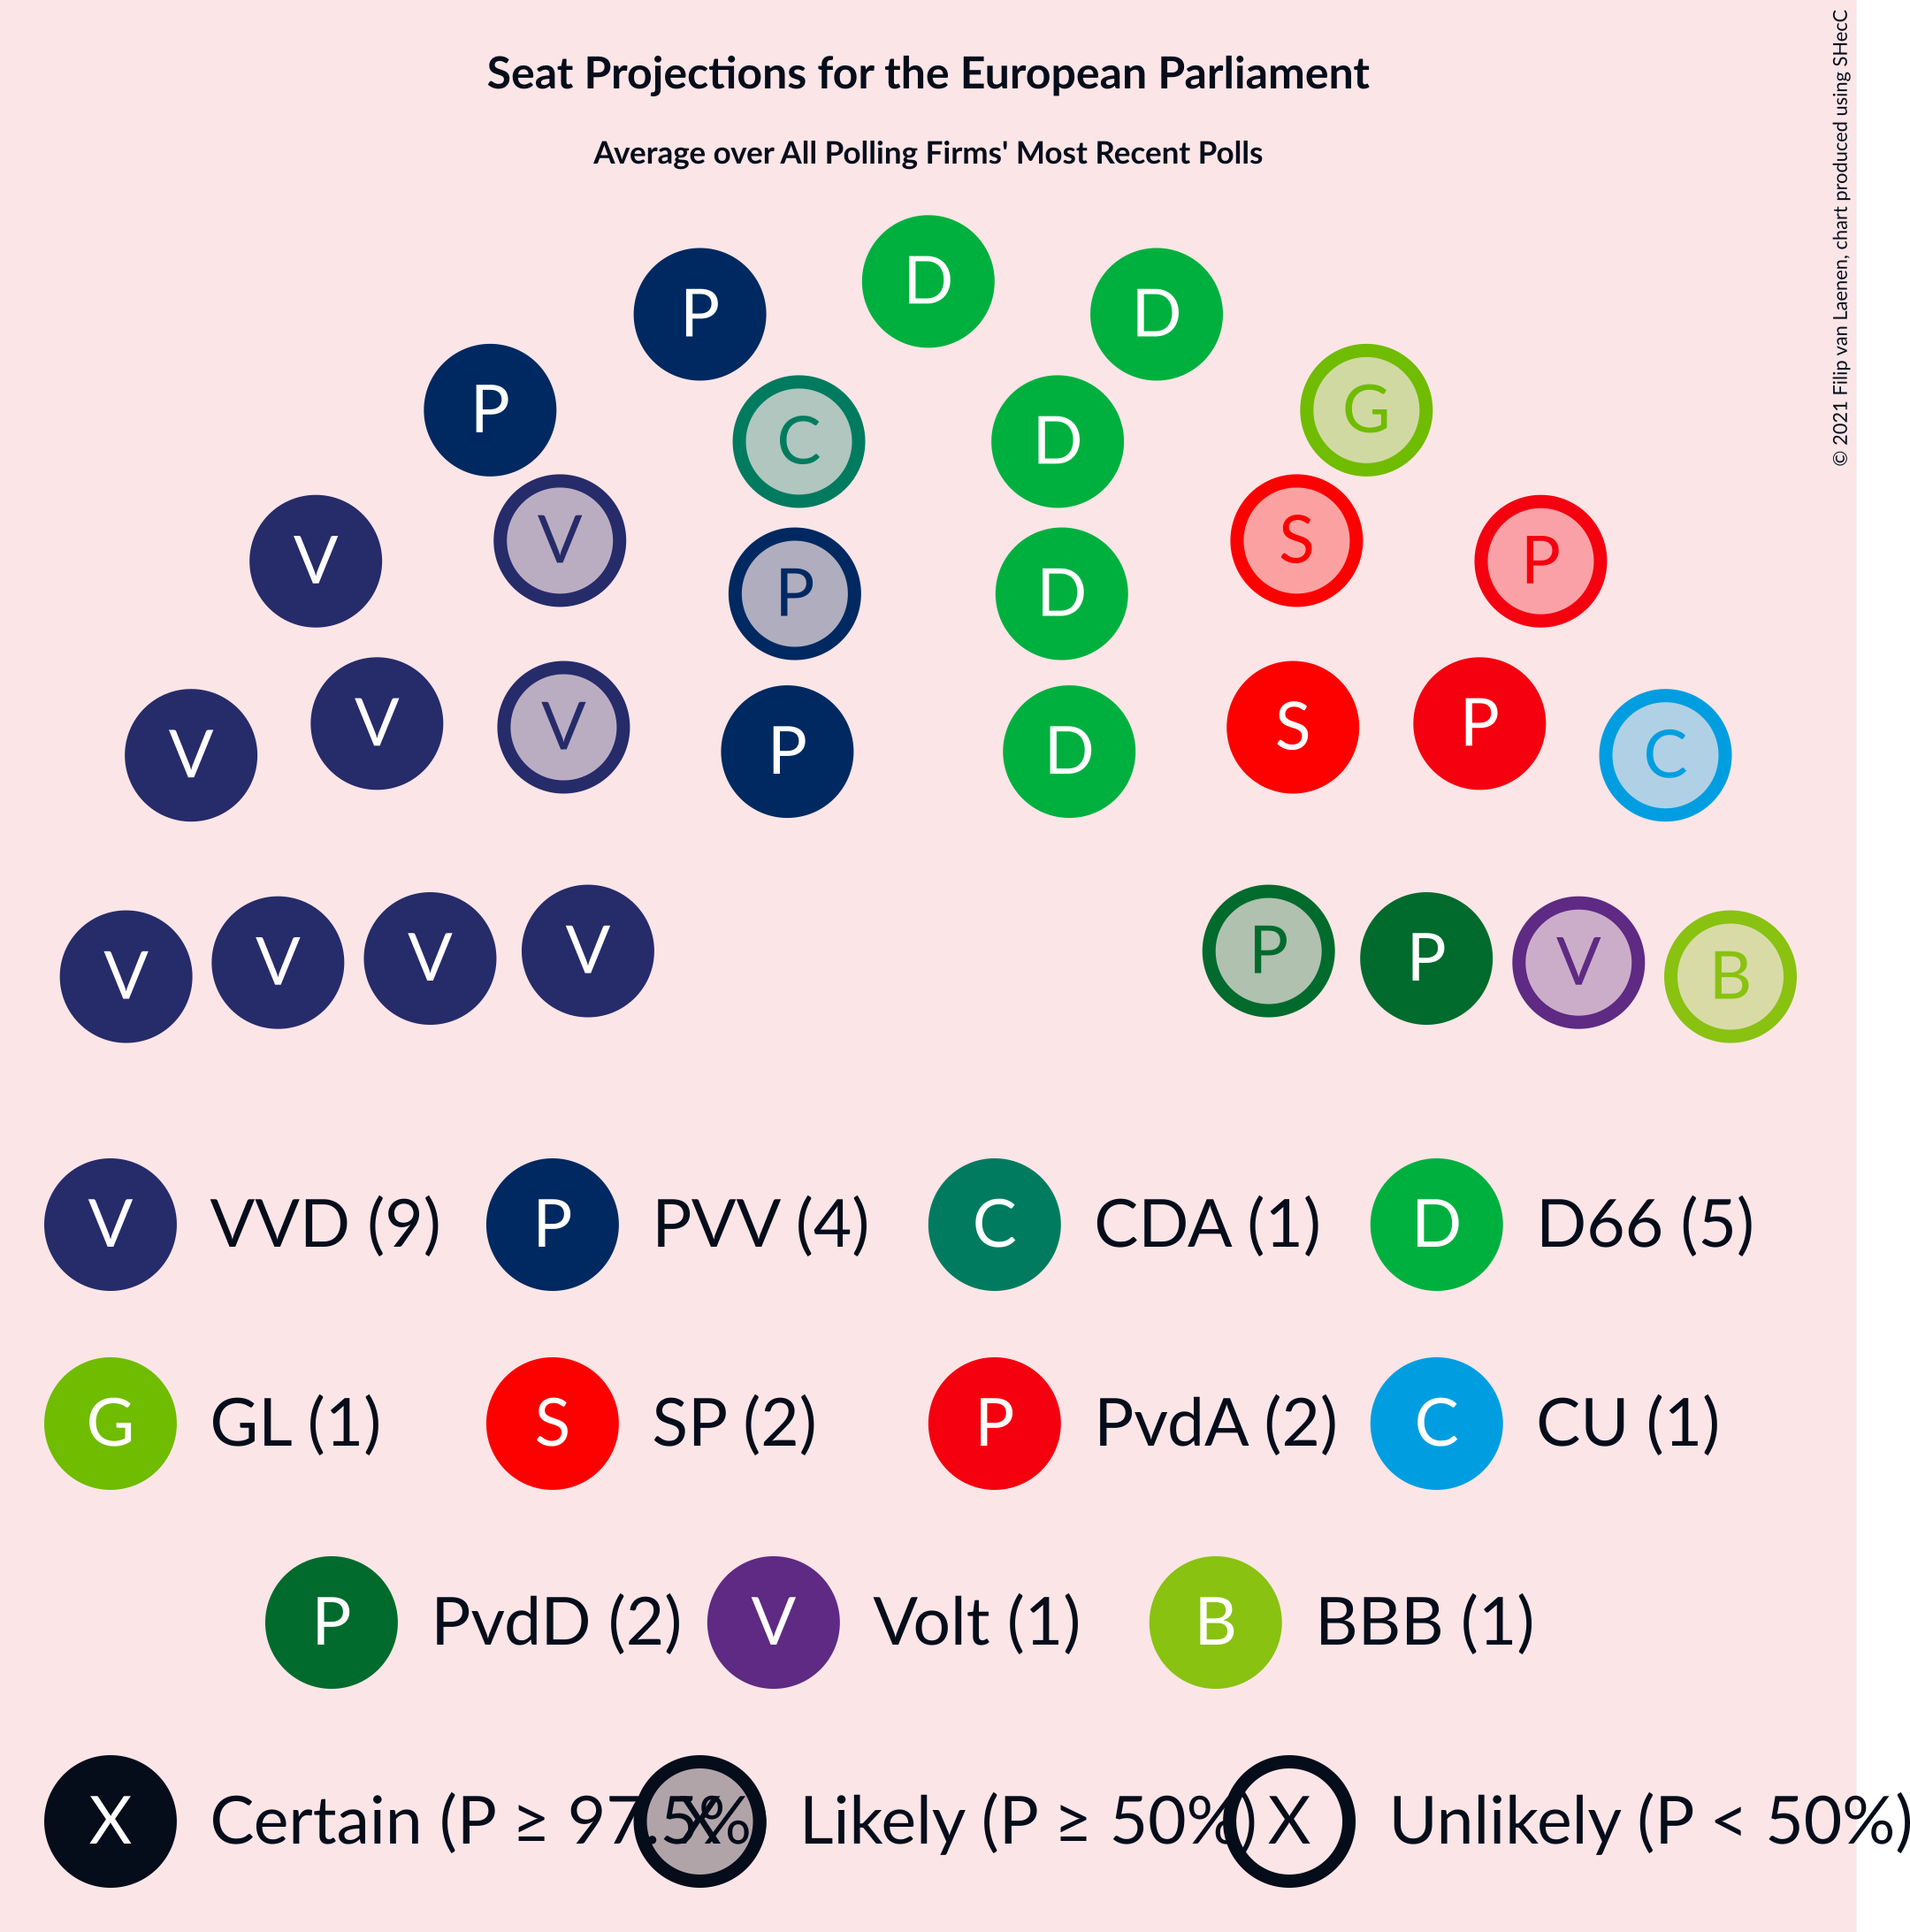 Seat Projections for the European Parliament
Average over All Polling Firms' Most Recent Polls
© 2021 Filip van Laenen, chart produced using SHecC
D
P D
P G
C D
V V S P
P D
V V V P D S P C
V V V V P P V B
V VVD (9) P PVV (4) C CDA (1) D D66 (5)
G GL (1) S SP (2) P PvdA (2) C CU (1)
P PvdD (2) V Volt (1) B BBB (1)
X Certain (P ≥ 97.5% X Likely (P ≥ 50%) X Unlikely (P < 50%)